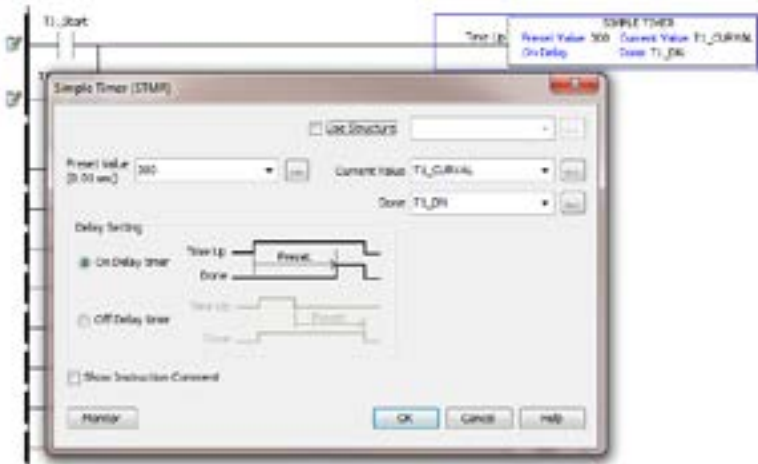 T1_Start
SIMPLE TIMER
Time Up Preset Value 300 Current Value T1_CURVAL
On Delay Done T1_DN
Simple Timer (STMR)
Use Structure
Preset Value 300 Current Value T1_CURVAL
[0.01 sec]
Done T1_DN
Delay Setting
On Delay timer
Time Up
Preset
Done
Off Delay timer
Time Up
Preset
Done
Show Instruction Comment
Monitor OK Cancel Help